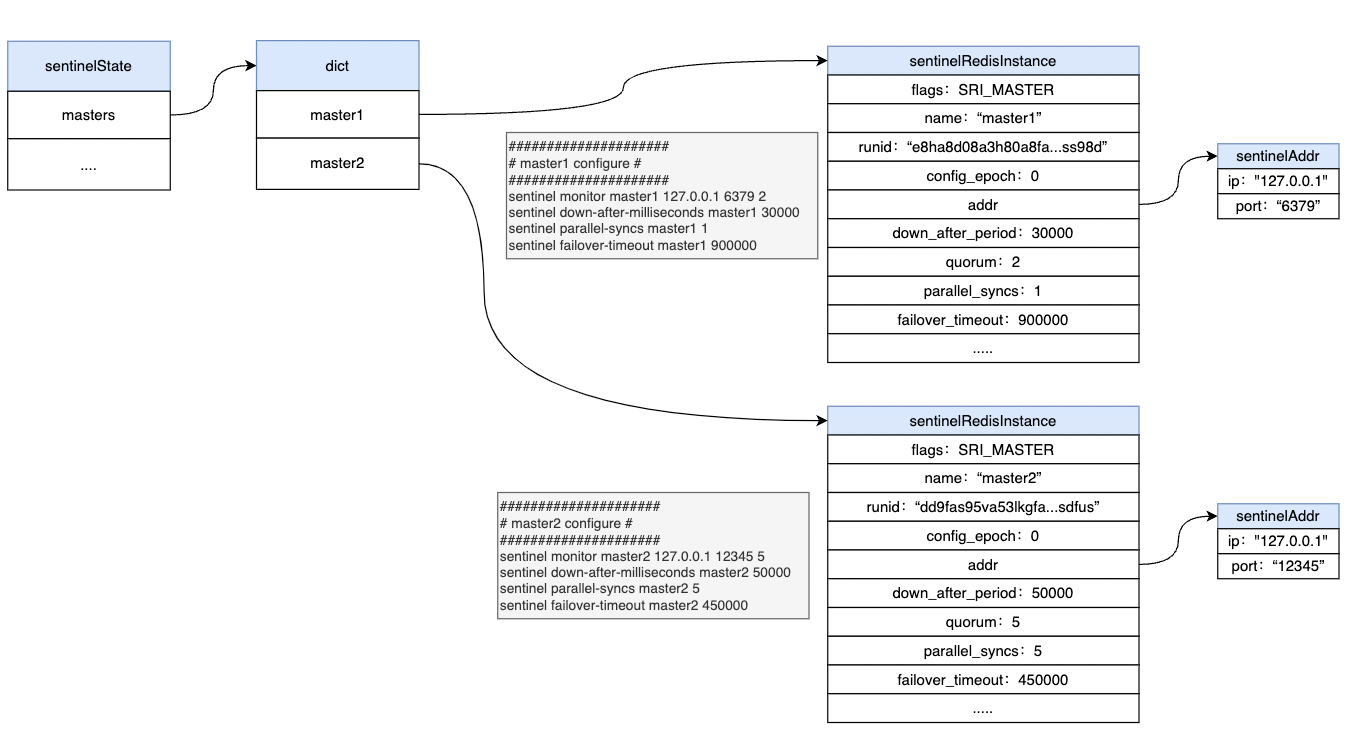 sentinelState
masters
....
dict
master1
master2
#####################
# master1 configure #
#####################
sentinel monitor master1 127.0.0.1 6379 2
sentinel down-after-milliseconds master1 30000
sentinel parallel-syncs master1 1
sentinel failover-timeout master1 900000
sentinelRedisInstance
flags：SRI_MASTER
name：“master1”
runid：“e8ha8d08a3h80a8fa...ss98d”
config_epoch：0
addr
down_after_period：30000
quorum：2
parallel_syncs：1
failover_timeout：900000
.....
sentinelAddr
ip："127.0.0.1"
port：“6379”
#####################
# master2 configure #
#####################
sentinel monitor master2 127.0.0.1 12345 5
sentinel down-after-milliseconds master2 50000
sentinel parallel-syncs master2 5
sentinel failover-timeout master2 450000
sentinelRedisInstance
flags：SRI_MASTER
name：“master2”
runid：“dd9fas95va53lkgfa...sdfus”
config_epoch：0
addr
down_after_period：50000
quorum：5
parallel_syncs：5
failover_timeout：450000
.....
sentinelAddr
ip："127.0.0.1"
port：“12345”